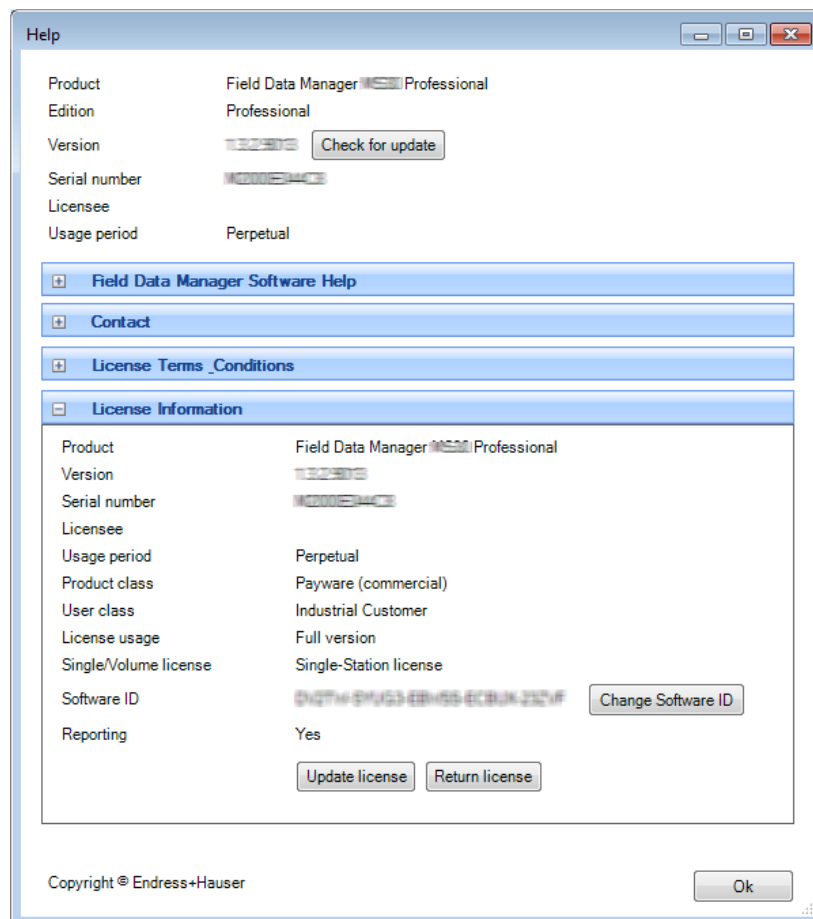 Help
Product Field Data Manager Professional
Edition Professional
Version Check for update
Serial number
Licensee
Usage period Perpetual
Field Data Manager Software Help
Contact
License Terms _Conditions
License Information
Product Field Data Manager Professional
Version
Serial number
Licensee
Usage period Perpetual
Product class Payware (commercial)
User class Industrial Customer
License usage Full version
Single/Volume license Single-Station license
Software ID Change Software ID
Reporting Yes
Update license Return license
Copyright © Endress+Hauser Ok